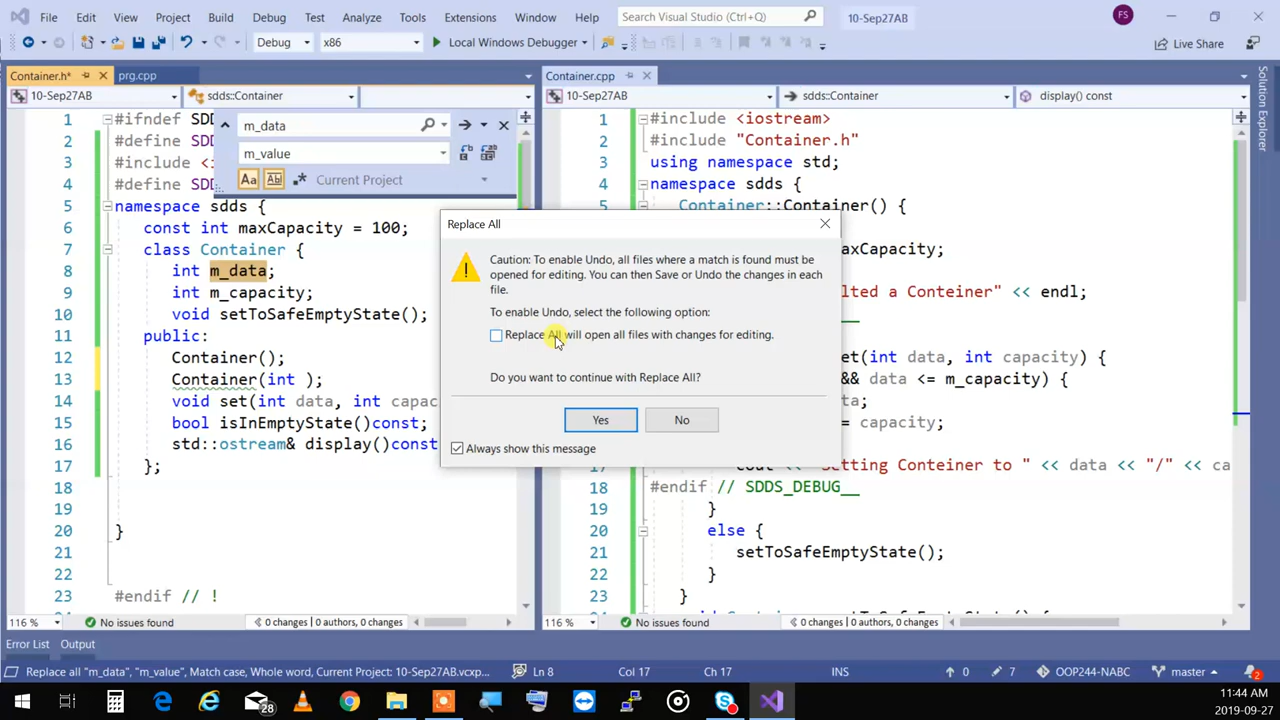 File Edit View Project Build Debug Test Analyze Tools Extensions Window Help Search Visual Studio (Ctrl+Q) 10-Sep27AB FS
Debug x86 Local Windows Debugger Live Share
Container.h* prg.cpp Container.cpp
10-Sep27AB sdds::Container 10-Sep27AB sdds::Container display() const
Solution Explorer
m_data
m_value
Aa Ab Current Project
1 #ifndef SD
2 #define SD
3 #include <i
4 #define SD
5 namespace sdds {
6 const int maxCapacity = 100;
7 class Container {
8 int m_data;
9 int m_capacity;
10 void setToSafeEmptyState();
11 public:
12 Container();
13 Container(int );
14 void set(int data, int capac
15 bool isInEmptyState()const;
16 std::ostream& display()const
17 };
18
19
20 }
21
22
23 #endif // !
1 #include <iostream>
2 #include "Container.h"
3 using namespace std;
4 namespace sdds {
5 Container::Container() {
axCapacity;
lted a Conteiner" << endl;
et(int data, int capacity) {
&& data <= m_capacity) {
ta;
= capacity;
17 cout << "Setting Conteiner to " << data << "/" << ca
18 #endif // SDDS_DEBUG__
19 }
20 else {
21 setToSafeEmptyState();
22 }
23 }
Replace All
Caution: To enable Undo, all files where a match is found must be
opened for editing. You can then Save or Undo the changes in each
file.
To enable Undo, select the following option:
Replace All will open all files with changes for editing.
Do you want to continue with Replace All?
Yes No
Always show this message
116 % No issues found 0 changes | 0 authors, 0 changes 116 % No issues found 0 changes | 0 authors, 0 changes
Error List Output
Replace all "m_data", "m_value", Match case, Whole word, Current Project: 10-Sep27AB.vcxp... Ln 8 Col 17 Ch 17 INS 0 7 OOP244-NABC master 2
28
11:44 AM
2019-09-27